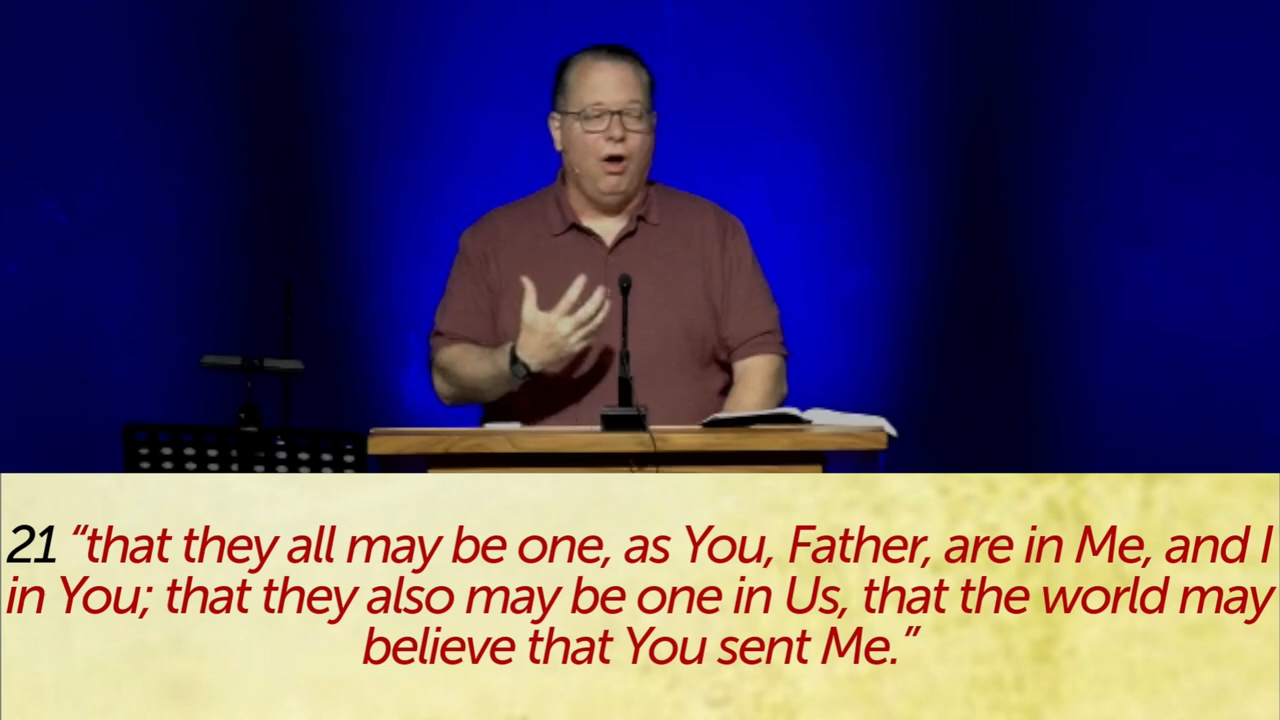 21 “that they all may be one, as You, Father, are in Me, and I
in You; that they also may be one in Us, that the world may
believe that You sent Me.”